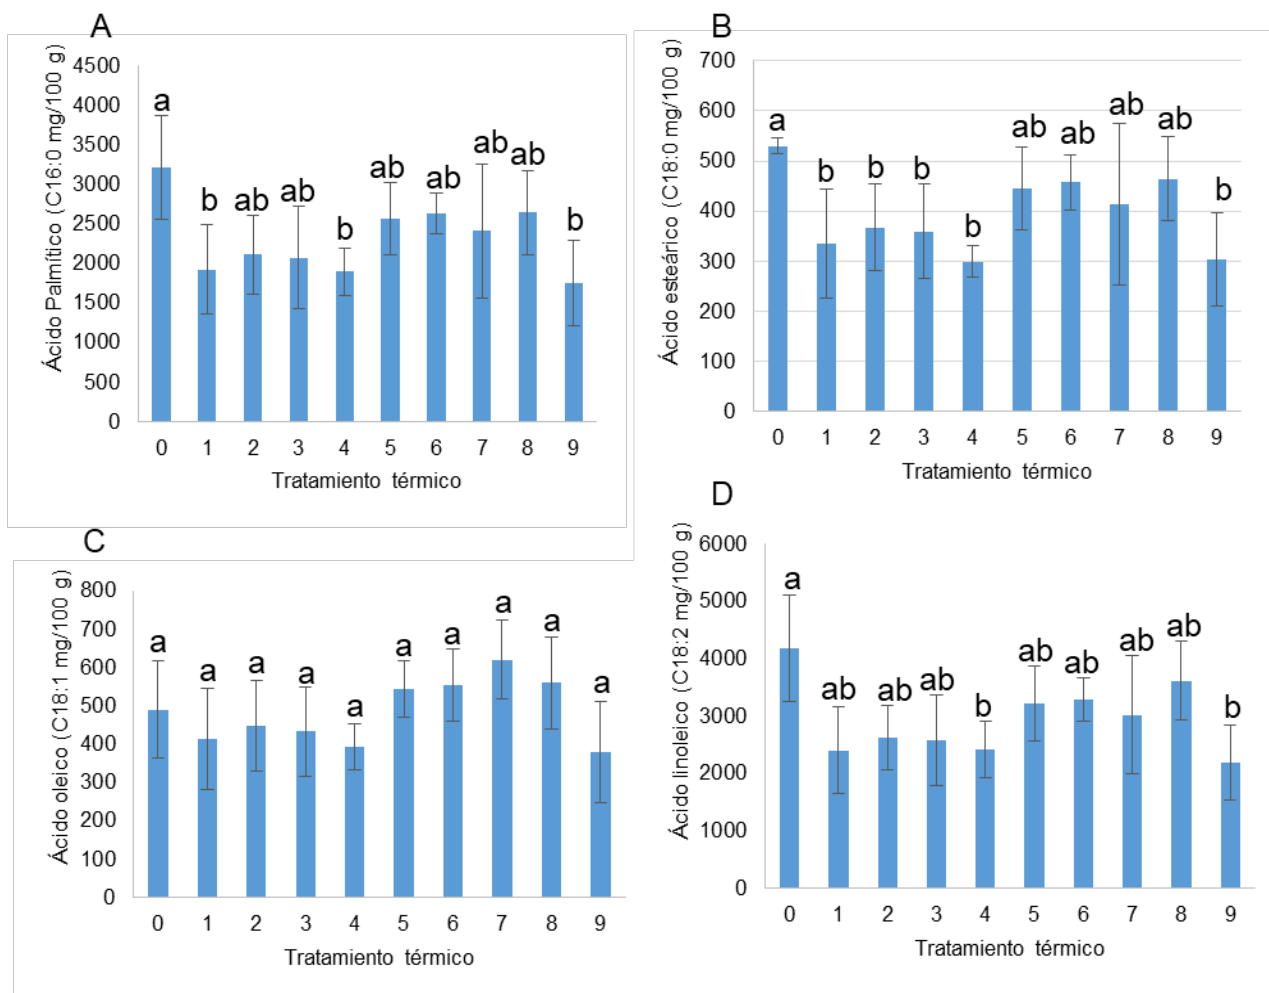 A
Ácido Palmítico (C16:0 mg/100 g)
4500
4000
3500
3000
2500
2000
1500
1000
500
0
a b ab ab b ab ab ab ab b
0 1 2 3 4 5 6 7 8 9
Tratamiento térmico
B
Ácido esteárico (C18:0 mg/100 g)
700
600
500
400
300
200
100
0
a b b b b ab ab ab ab b
0 1 2 3 4 5 6 7 8 9
Tratamiento térmico
C
Ácido oleico (C18:1 mg/100 g)
800
700
600
500
400
300
200
100
0
a a a a a a a a a a
0 1 2 3 4 5 6 7 8 9
Tratamiento térmico
D
Ácido linoleico (C18:2 mg/100 g)
6000
5000
4000
3000
2000
1000
0
a ab ab ab b ab ab ab ab b
0 1 2 3 4 5 6 7 8 9
Tratamiento térmico